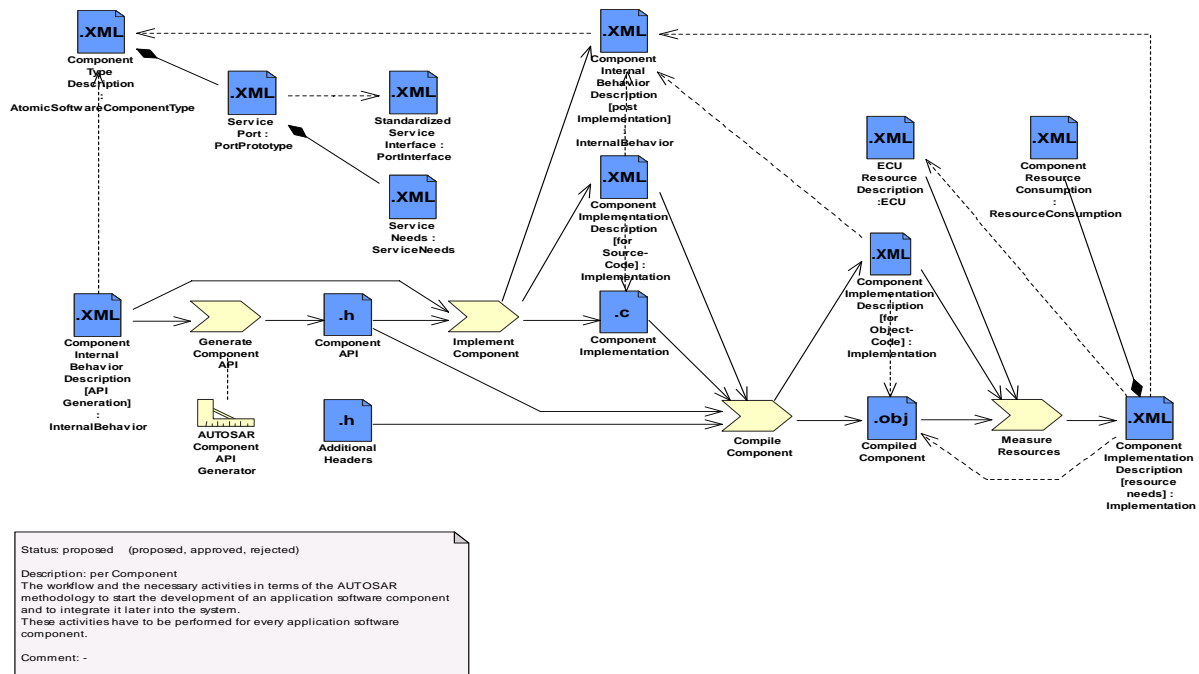 .XML
Component
Type
Description
:
AtomicSoftwareComponentType
.XML
Service
Port :
PortPrototype
.XML
Standardized
Service
Interface :
PortInterface
.XML
Service
Needs :
ServiceNeeds
.XML
Component
Internal
Behavior
Description
[post
Implementation]
:
InternalBehavior
.XML
Component
Implementation
Description
[for
Source-
Code] :
Implementation
.XML
ECU
Resource
Description
:ECU
.XML
Component
Resource
Consumption
:
ResourceConsumption
.XML
Component
Implementation
Description
[for
Object-
Code] :
Implementation
.XML
Component
Internal
Behavior
Description
[API
Generation]
:
InternalBehavior
Generate
Component
API
AUTOSAR
Component
API
Generator
.h
Component
API
.h
Additional
Headers
Implement
Component
.c
Component
Implementation
Compile
Component
.obj
Compiled
Component
Measure
Resources
.XML
Component
Implementation
Description
[resource
needs] :
Implementation
Status: proposed (proposed, approved, rejected)
Description: per Component
The workflow and the necessary activities in terms of the AUTOSAR
methodology to start the development of an application software component
and to integrate it later into the system.
These activities have to be performed for every application software
component.
Comment: -